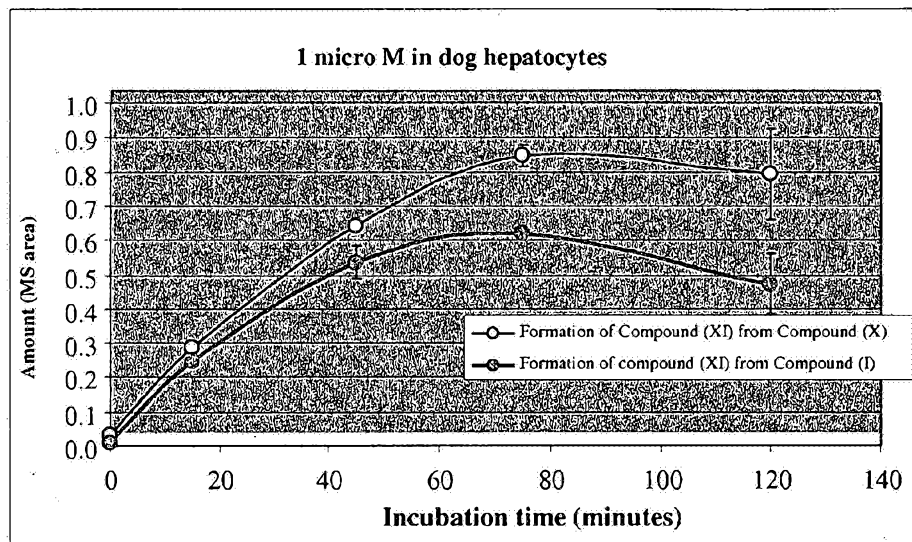 1 micro M in dog hepatocytes
Amount (MS area)
1.0
0.9
0.8
0.7
0.6
0.5
0.4
0.3
0.2
0.1
0.0
Formation of Compound (XI) from Compound (X)
Formation of compound (XI) from Compound (I)
0 20 40 60 80 100 120 140
Incubation time (minutes)